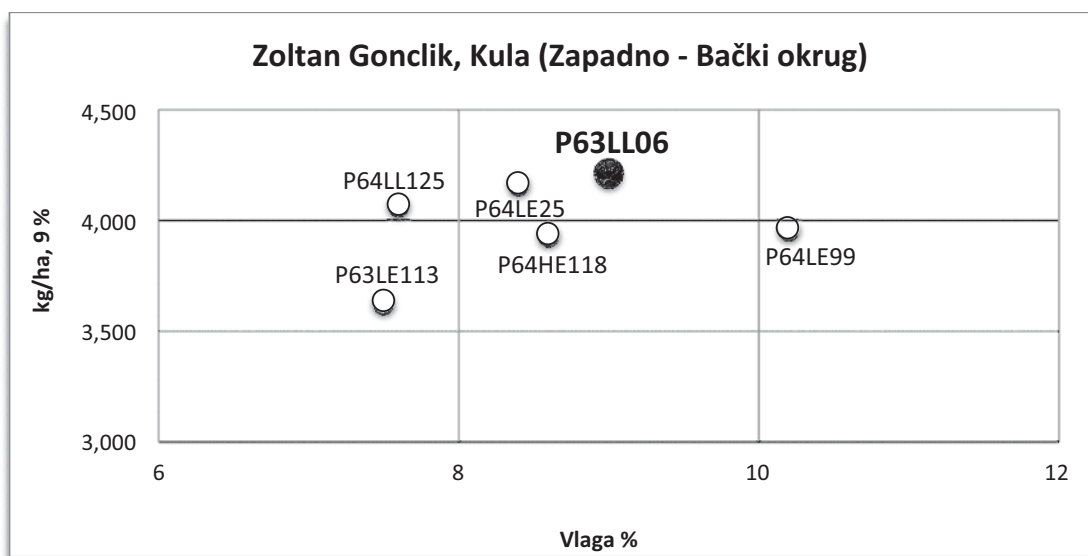 Zoltan Gonclik, Kula (Zapadno - Bački okrug)
4,500
P63LL06
P64LL125
P64LE25
4,000
P64HE118
P64LE99
P63LE113
kg/ha, 9 %
3,500
3,000
6 8 10 12
Vlaga %